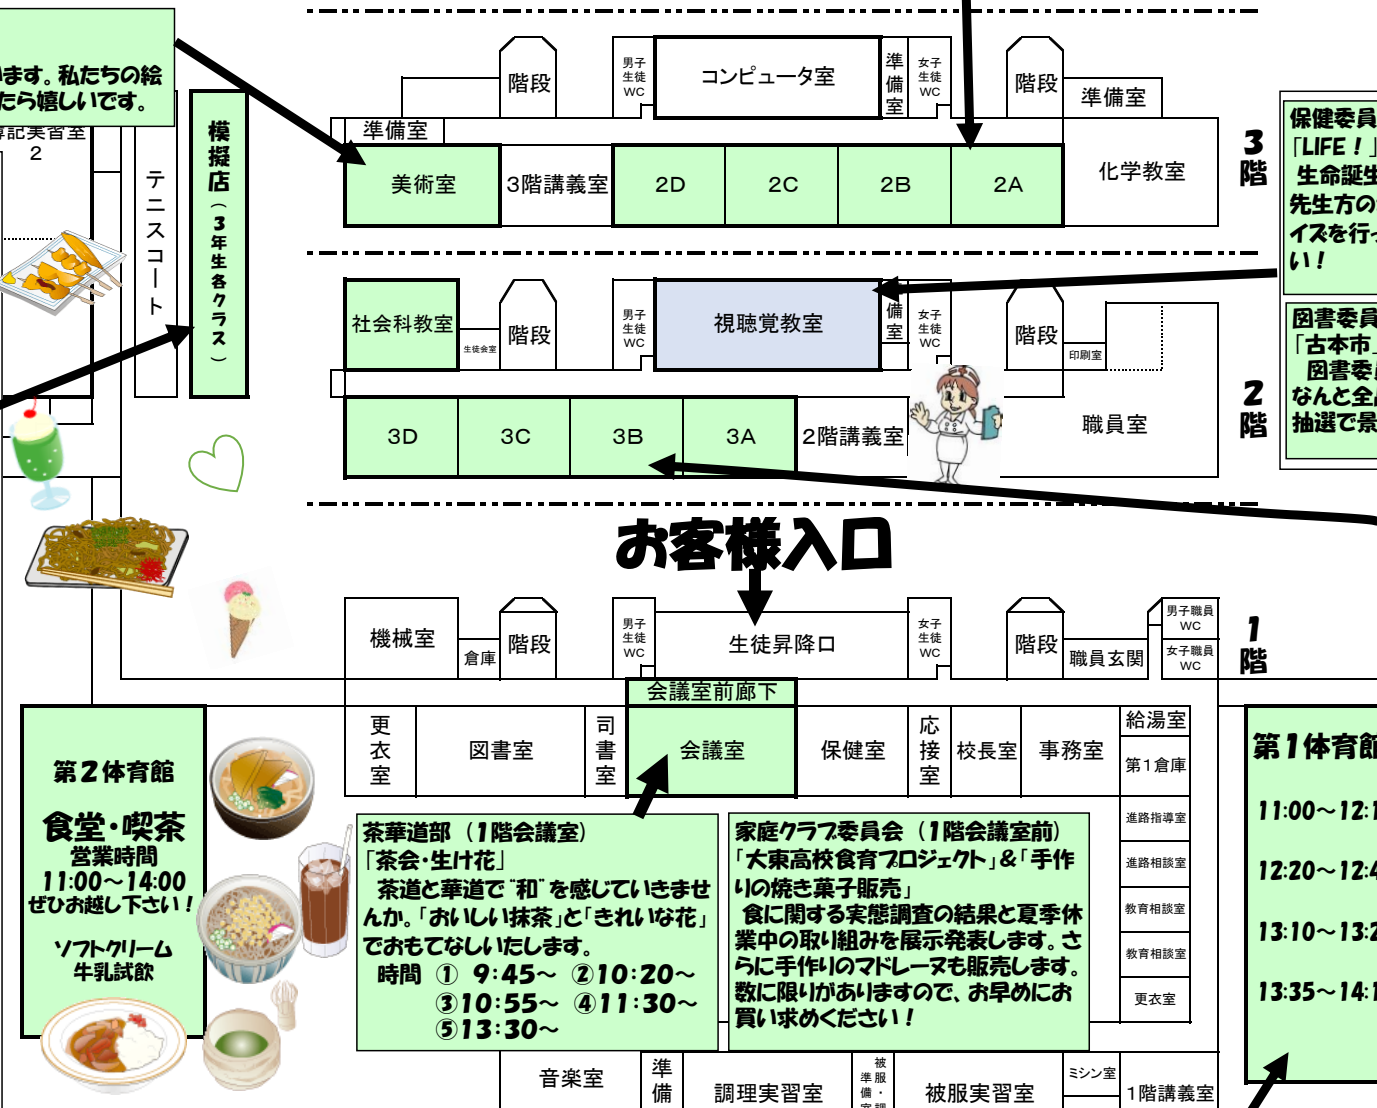 います。私たちの絵
たら嬉しいです。
簿記実習室
2
テニスコート
模擬店（3年生各クラス）
階段
男子生徒WC
コンピュータ室
準備室
女子生徒WC
階段
準備室
準備室
美術室
3階講義室
2D
2C
2B
2A
化学教室
3階
保健委員
「LIFE！」
生命誕生
先生方の
イズを行っ
い！
社会科教室
生徒会室
階段
男子生徒WC
視聴覚教室
備室
女子生徒WC
階段
印刷室
図書委員
「古本市」
図書委員
なんと全品
抽選で景
3D
3C
3B
3A
2階講義室
職員室
2階
お客様入口
機械室
倉庫
階段
男子生徒WC
生徒昇降口
女子生徒WC
階段
職員玄関
男子職員WC
女子職員WC
1階
会議室前廊下
更衣室
図書室
司書室
会議室
保健室
応接室
校長室
事務室
給湯室
第1倉庫
進路指導室
進路相談室
教育相談室
教育相談室
更衣室
第2体育館
食堂・喫茶
営業時間
11:00～14:00
ぜひお越し下さい！
ソフトクリーム
牛乳試飲
茶華道部（1階会議室）
「茶会・生け花」
茶道と華道で¨和¨を感じていきませ
んか。「おいしい抹茶」と「きれいな花」
でおもてなしいたします。
時間 ① 9:45～ ②10:20～
③10:55～ ④11:30～
⑤13:30～
家庭クラブ委員会（1階会議室前）
「大東高校食育プロジェクト」＆「手作
りの焼き菓子販売」
食に関する実態調査の結果と夏季休
業中の取り組みを展示発表します。さ
らに手作りのマドレーヌも販売します。
数に限りがありますので、お早めにお
買い求めください！
第1体育館
11:00～12:1
12:20～12:4
13:10～13:2
13:35～14:1
音楽室
準備
調理実習室
被服準備・調
被服実習室
ミシン室
1階講義室